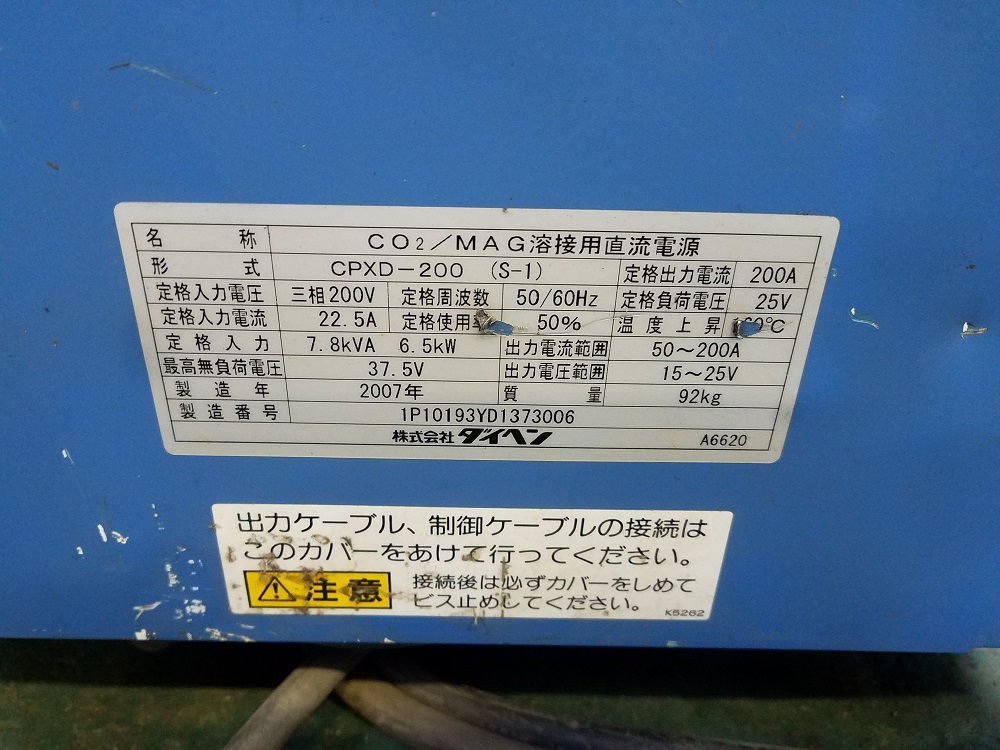 名称 CO₂/MAG溶接用直流電源
形式 CPXD-200 (S-1) 定格出力電流 200A
定格入力電圧 三相200V 定格周波数 50/60Hz 定格負荷電圧 25V
定格入力電流 22.5A 定格使用 50% 温度上昇 0℃
定格入力 7.8kVA 6.5kW 出力電流範囲 50～200A
最高無負荷電圧 37.5V 出力電圧範囲 15～25V
製造年 2007年 質量 92kg
製造番号 1P10193YD1373006
株式会社ダイヘン A6620
出力ケーブル、制御ケーブルの接続は
このカバーをあけて行ってください。
注意 接続後は必ずカバーをしめて
ビス止めしてください。
K5262